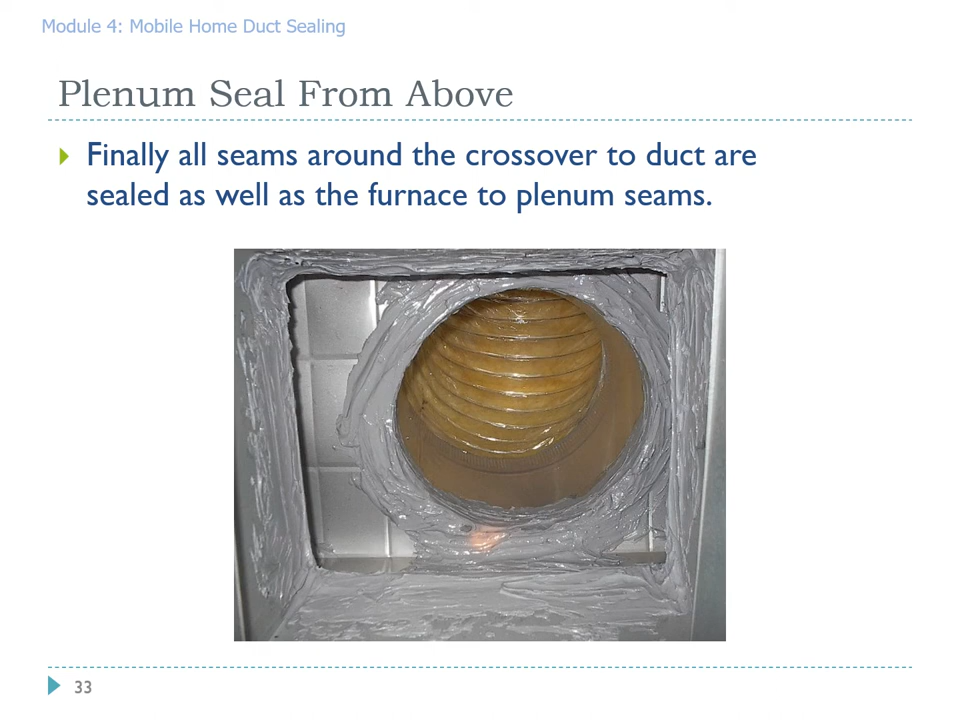 Module 4: Mobile Home Duct Sealing
Plenum Seal From Above
Finally all seams around the crossover to duct are
sealed as well as the furnace to plenum seams.
33